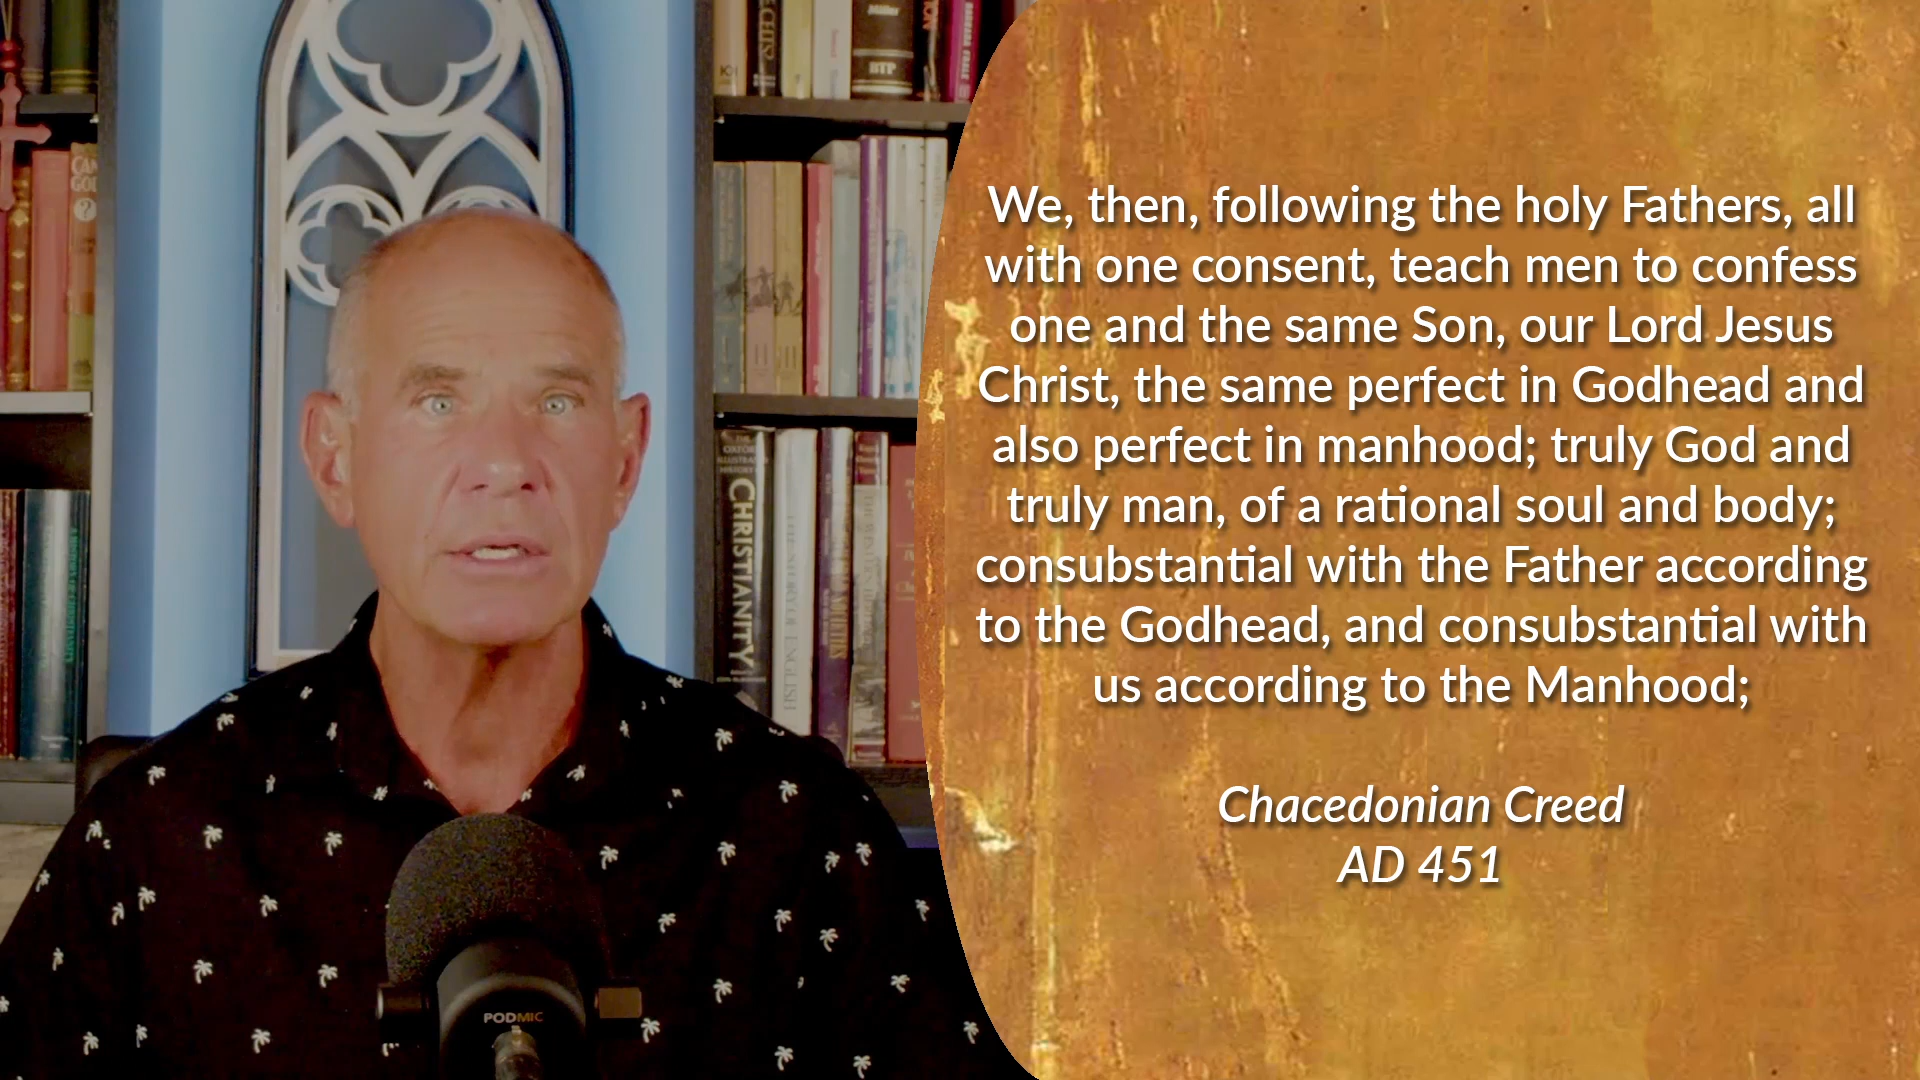 Miller
BTP
CHRISTIANITY
PODMIC
We, then, following the holy Fathers, all
with one consent, teach men to confess
one and the same Son, our Lord Jesus
Christ, the same perfect in Godhead and
also perfect in manhood; truly God and
truly man, of a rational soul and body;
consubstantial with the Father according
to the Godhead, and consubstantial with
us according to the Manhood;
Chacedonian Creed
AD 451